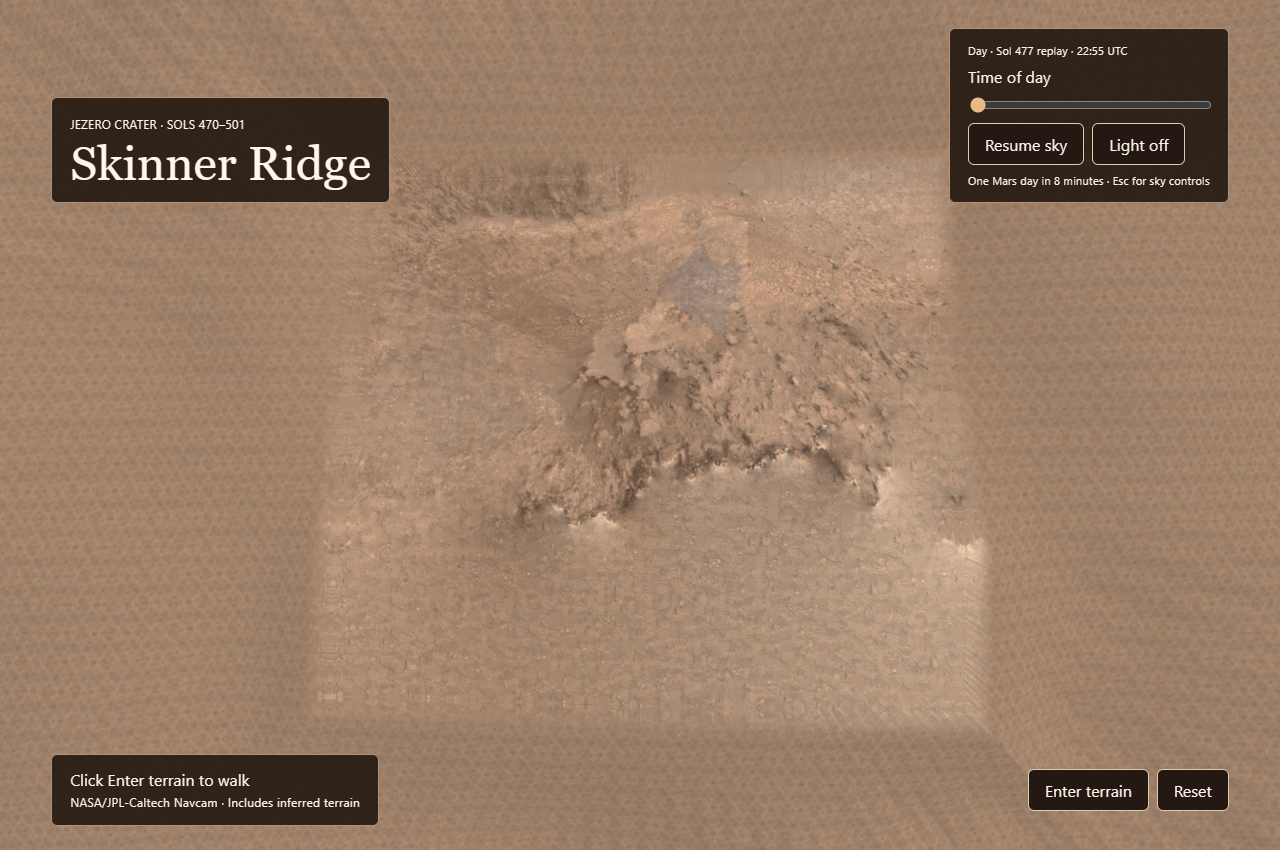 JEZERO CRATER · SOLS 470–501
Skinner Ridge
Day · Sol 477 replay · 22:55 UTC
Time of day
Resume sky
Light off
One Mars day in 8 minutes · Esc for sky controls
Click Enter terrain to walk
NASA/JPL-Caltech Navcam · Includes inferred terrain
Enter terrain
Reset